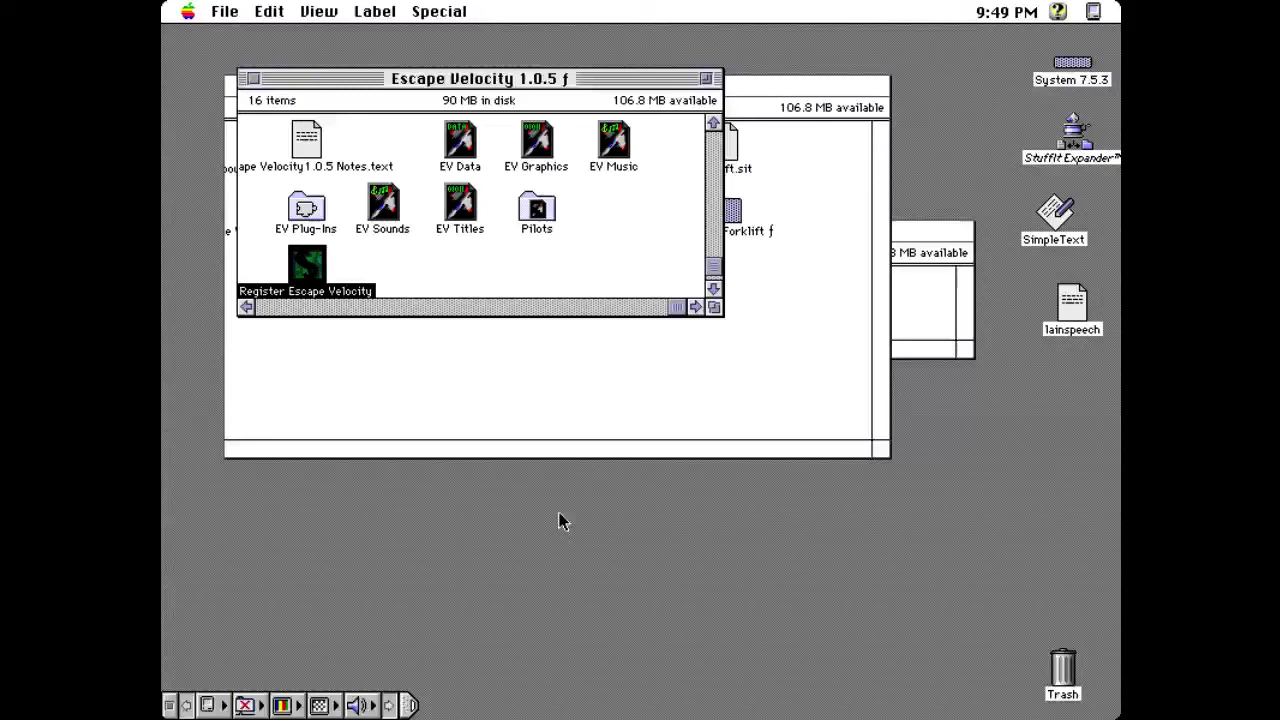 File Edit View Label Special 9:49 PM
Escape Velocity 1.0.5 ƒ
16 items 90 MB in disk 106.8 MB available
106.8 MB available
ape Velocity 1.0.5 Notes.text EV Data EV Graphics EV Music
ft.sit
EV Plug-Ins EV Sounds EV Titles Pilots
Forklift ƒ
Register Escape Velocity
8 MB available
System 7.5.3
StuffIt Expander™
SimpleText
lainspeech
Trash